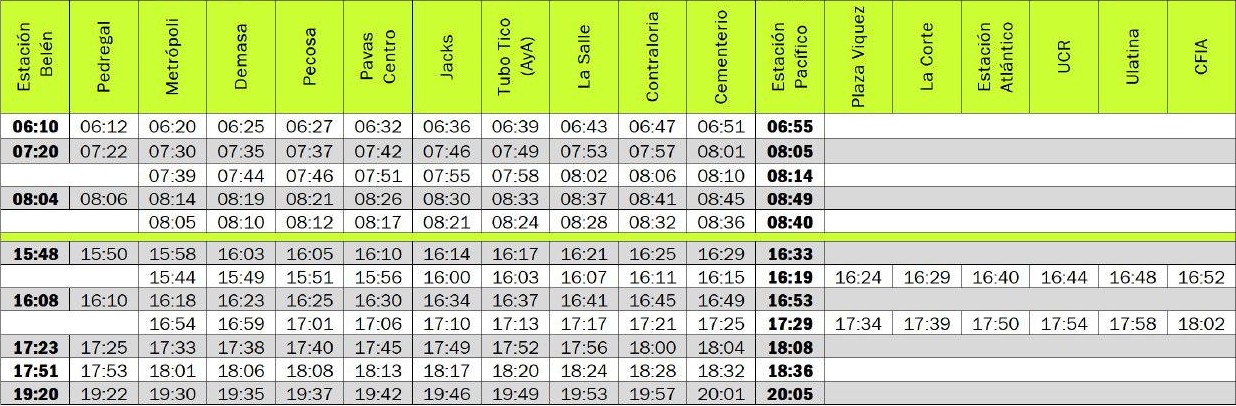 Estación Belén Pedregal Metrópoli Demasa Pecosa Pavas Centro Jacks Tubo Tico (AyA) La Salle Contraloria Cementerio Estación Pacífico Plaza Viquez La Corte Estación Atlántico UCR Ulatina CFIA
06:10 06:12 06:20 06:25 06:27 06:32 06:36 06:39 06:43 06:47 06:51 06:55
07:20 07:22 07:30 07:35 07:37 07:42 07:46 07:49 07:53 07:57 08:01 08:05
07:39 07:44 07:46 07:51 07:55 07:58 08:02 08:06 08:10 08:14
08:04 08:06 08:14 08:19 08:21 08:26 08:30 08:33 08:37 08:41 08:45 08:49
08:05 08:10 08:12 08:17 08:21 08:24 08:28 08:32 08:36 08:40
15:48 15:50 15:58 16:03 16:05 16:10 16:14 16:17 16:21 16:25 16:29 16:33
15:44 15:49 15:51 15:56 16:00 16:03 16:07 16:11 16:15 16:19 16:24 16:29 16:40 16:44 16:48 16:52
16:08 16:10 16:18 16:23 16:25 16:30 16:34 16:37 16:41 16:45 16:49 16:53
16:54 16:59 17:01 17:06 17:10 17:13 17:17 17:21 17:25 17:29 17:34 17:39 17:50 17:54 17:58 18:02
17:23 17:25 17:33 17:38 17:40 17:45 17:49 17:52 17:56 18:00 18:04 18:08
17:51 17:53 18:01 18:06 18:08 18:13 18:17 18:20 18:24 18:28 18:32 18:36
19:20 19:22 19:30 19:35 19:37 19:42 19:46 19:49 19:53 19:57 20:01 20:05